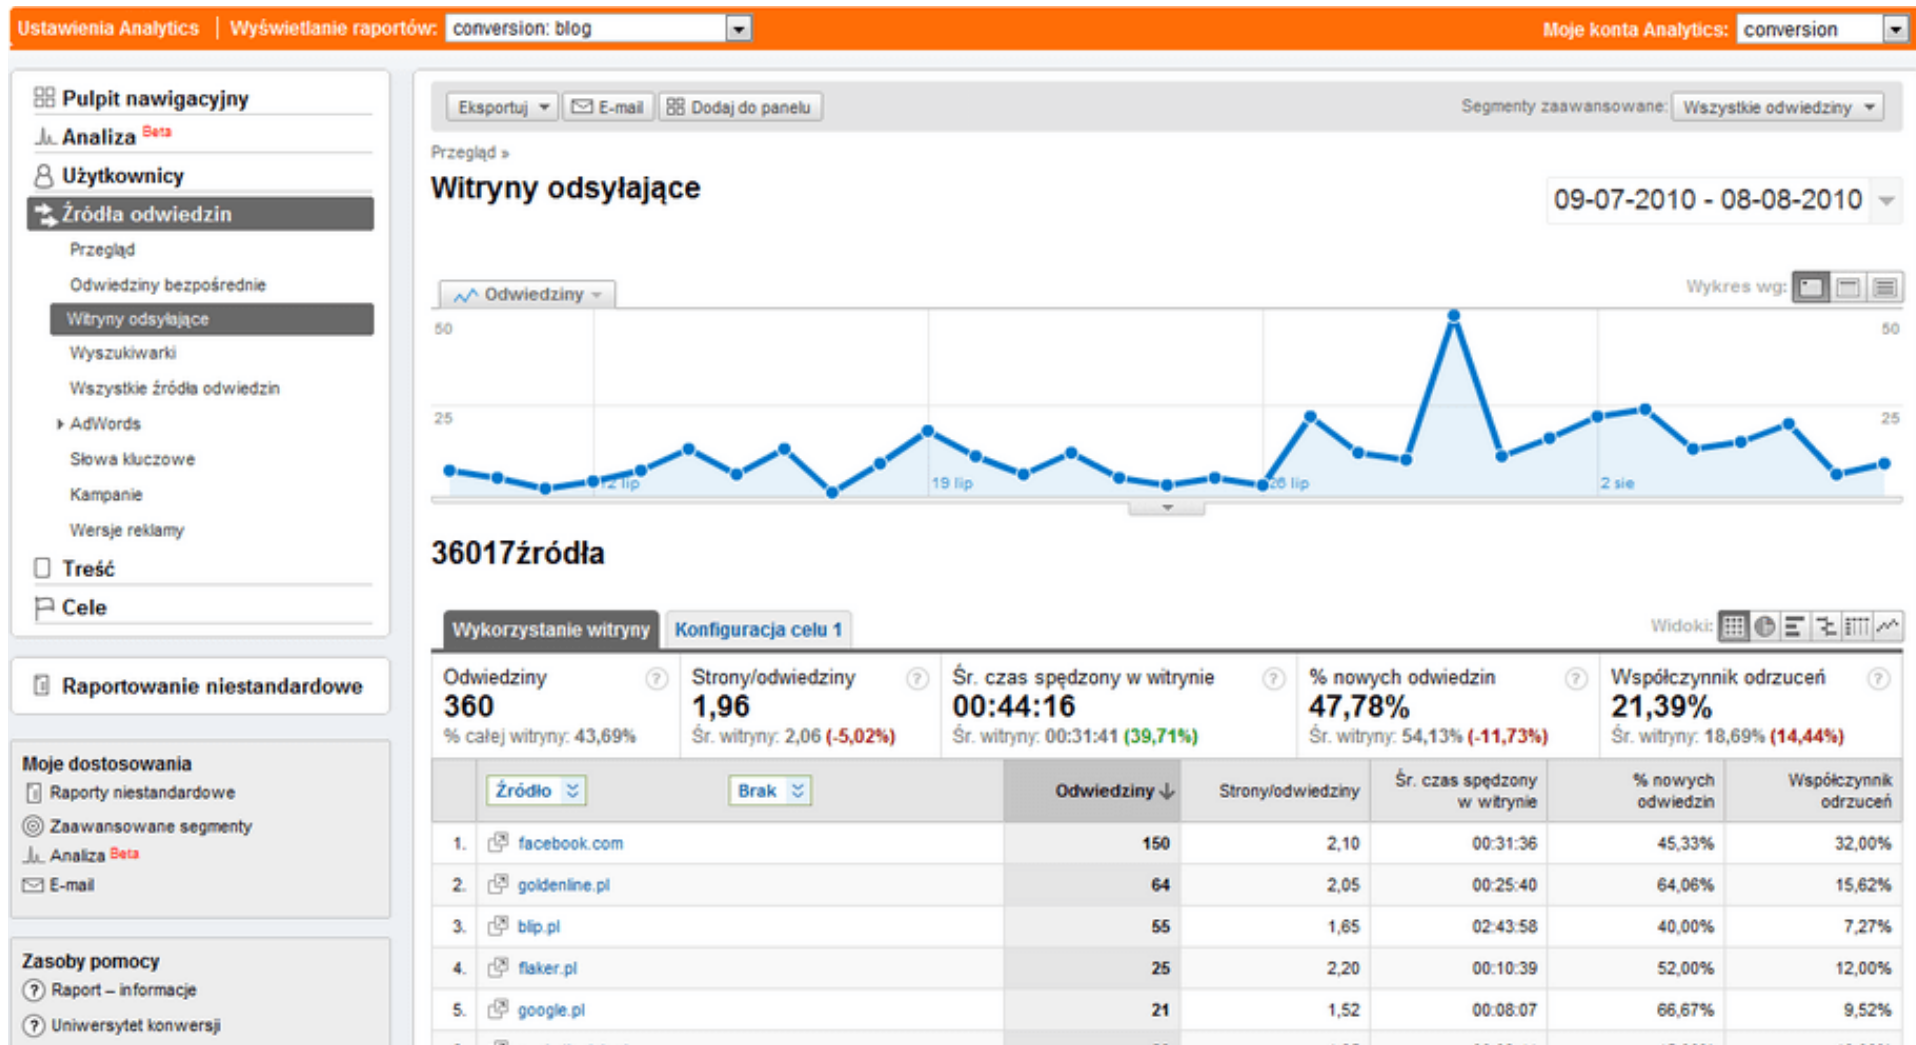 Ustawienia Analytics | Wyświetlanie raportów: conversion: blog
Moje konta Analytics: conversion
Pulpit nawigacyjny
Analiza Beta
Użytkownicy
Źródła odwiedzin
Przegląd
Odwiedziny bezpośrednie
Witryny odsyłające
Wyszukiwarki
Wszystkie źródła odwiedzin
AdWords
Słowa kluczowe
Kampanie
Wersje reklamy
Treść
Cele
Raportowanie niestandardowe
Moje dostosowania
Raporty niestandardowe
Zaawansowane segmenty
Analiza Beta
E-mail
Zasoby pomocy
Raport – informacje
Uniwersytet konwersji
Eksportuj E-mail Dodaj do panelu
Segmenty zaawansowane: Wszystkie odwiedziny
Przegląd »
Witryny odsyłające
09-07-2010 - 08-08-2010
Odwiedziny
Wykres wg:
50 50
25 25
12 lip 19 lip 26 lip 2 sie
36017źródła
Wykorzystanie witryny Konfiguracja celu 1
Widoki:
Odwiedziny ?
360
% całej witryny: 43,69%
Strony/odwiedziny ?
1,96
Śr. witryny: 2,06 (-5,02%)
Śr. czas spędzony w witrynie ?
00:44:16
Śr. witryny: 00:31:41 (39,71%)
% nowych odwiedzin ?
47,78%
Śr. witryny: 54,13% (-11,73%)
Współczynnik odrzuceń ?
21,39%
Śr. witryny: 18,69% (14,44%)
Źródło Brak Odwiedziny Strony/odwiedziny Śr. czas spędzony w witrynie % nowych odwiedzin Współczynnik odrzuceń
1. facebook.com 150 2,10 00:31:36 45,33% 32,00%
2. goldenline.pl 64 2,05 00:25:40 64,06% 15,62%
3. blip.pl 55 1,65 02:43:58 40,00% 7,27%
4. flaker.pl 25 2,20 00:10:39 52,00% 12,00%
5. google.pl 21 1,52 00:08:07 66,67% 9,52%